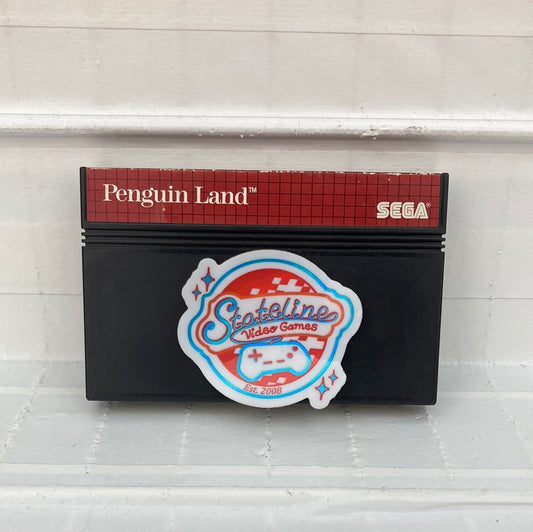 Penguin Land™
SEGA®
Stateline
Video Games
Est. 2008